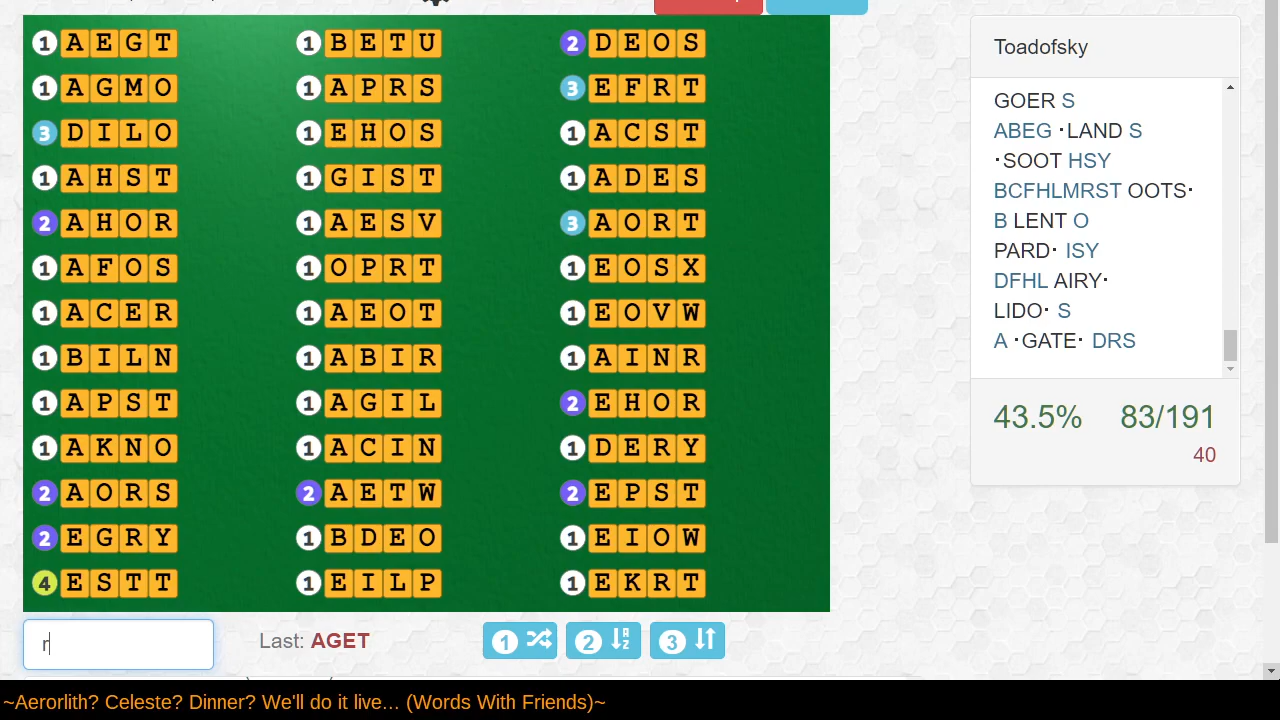 1 A E G T 1 B E T U 2 D E O S
1 A G M O 1 A P R S 3 E F R T
3 D I L O 1 E H O S 1 A C S T
1 A H S T 1 G I S T 1 A D E S
2 A H O R 1 A E S V 3 A O R T
1 A F O S 1 O P R T 1 E O S X
1 A C E R 1 A E O T 1 E O V W
1 B I L N 1 A B I R 1 A I N R
1 A P S T 1 A G I L 2 E H O R
1 A K N O 1 A C I N 1 D E R Y
2 A O R S 2 A E T W 2 E P S T
2 E G R Y 1 B D E O 1 E I O W
4 E S T T 1 E I L P 1 E K R T
r
Last: AGET
1 2 3
Toadofsky
GOER S
ABEG ·LAND S
·SOOT HSY
BCFHLMRST OOTS·
B LENT O
PARD· ISY
DFHL AIRY·
LIDO· S
A ·GATE· DRS
43.5% 83/191
40
~Aerorlith? Celeste? Dinner? We'll do it live... (Words With Friends)~